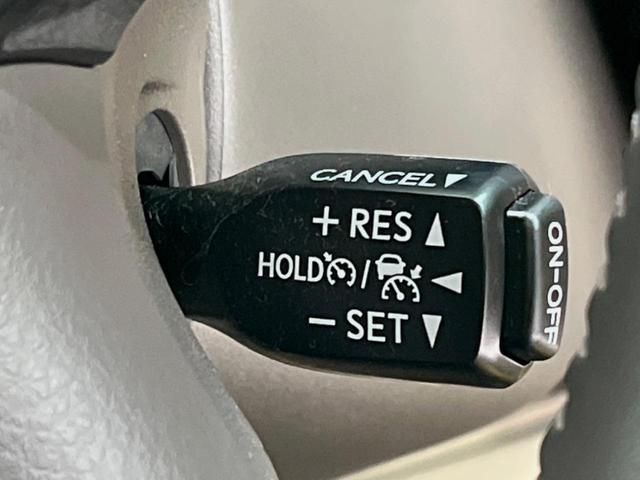 CANCEL
+ RES
HOLD /
- SET
ON-OFF